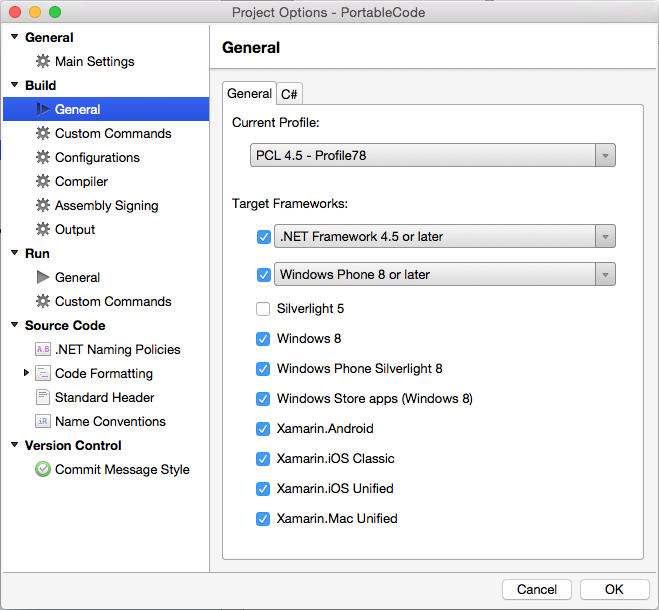 Project Options - PortableCode
General
Main Settings
Build
General
Custom Commands
Configurations
Compiler
Assembly Signing
Output
Run
General
Custom Commands
Source Code
A.B .NET Naming Policies
Code Formatting
Standard Header
iR Name Conventions
Version Control
Commit Message Style
General
General C#
Current Profile:
PCL 4.5 - Profile78
Target Frameworks:
.NET Framework 4.5 or later
Windows Phone 8 or later
Silverlight 5
Windows 8
Windows Phone Silverlight 8
Windows Store apps (Windows 8)
Xamarin.Android
Xamarin.iOS Classic
Xamarin.iOS Unified
Xamarin.Mac Unified
Cancel OK